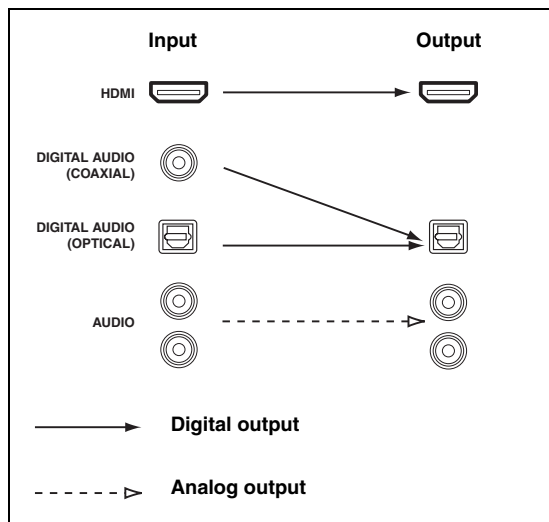 Input Output
HDMI
DIGITAL AUDIO
(COAXIAL)
DIGITAL AUDIO
(OPTICAL)
AUDIO
Digital output
Analog output